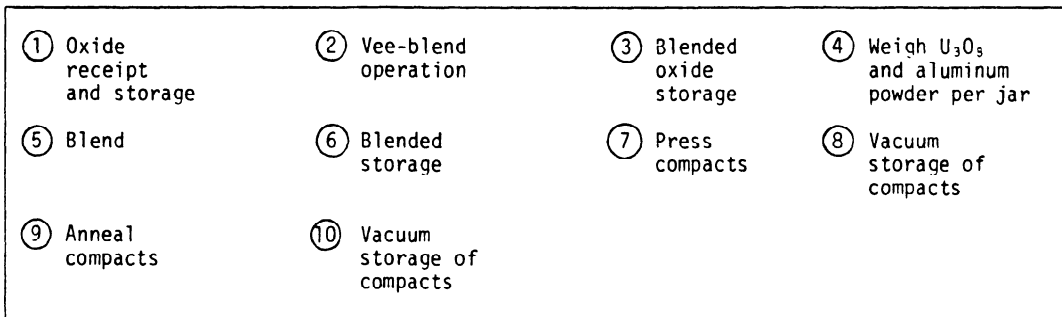 ① Oxide
receipt
and storage
② Vee-blend
operation
③ Blended
oxide
storage
④ Weigh U₃O₈
and aluminum
powder per jar
⑤ Blend
⑥ Blended
storage
⑦ Press
compacts
⑧ Vacuum
storage of
compacts
⑨ Anneal
compacts
⑩ Vacuum
storage of
compacts